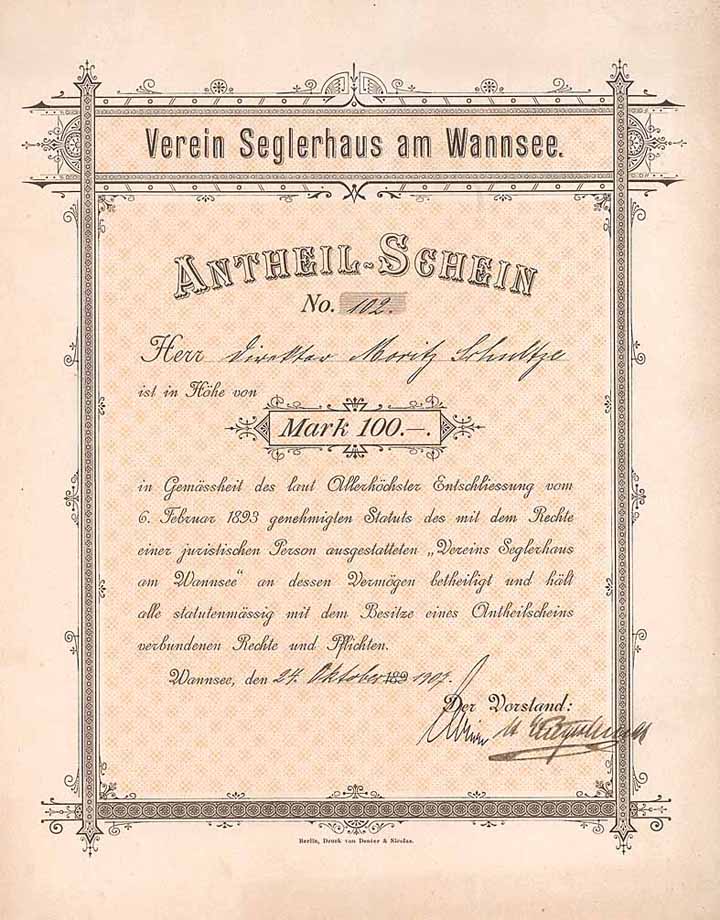 Verein Seglerhaus am Wannsee.
ANTHEIL-SCHEIN
No. 102.
Herr Direktor Moritz Schultze
ist in Höhe von
Mark 100.—.
in Gemässheit des laut Allerhöchster Entschliessung vom
6. Februar 1893 genehmigten Statuts des mit dem Rechte
einer juristischen Person ausgestatteten „Vereins Seglerhaus
am Wannsee“ an dessen Vermögen betheiligt und hält
alle statutenmässig mit dem Besitze eines Antheilscheins
verbundenen Rechte und Pflichten.
Wannsee, den 24. Oktober 189 1907.
Der Vorstand:
Berlin, Druck von Denter & Nicolas.